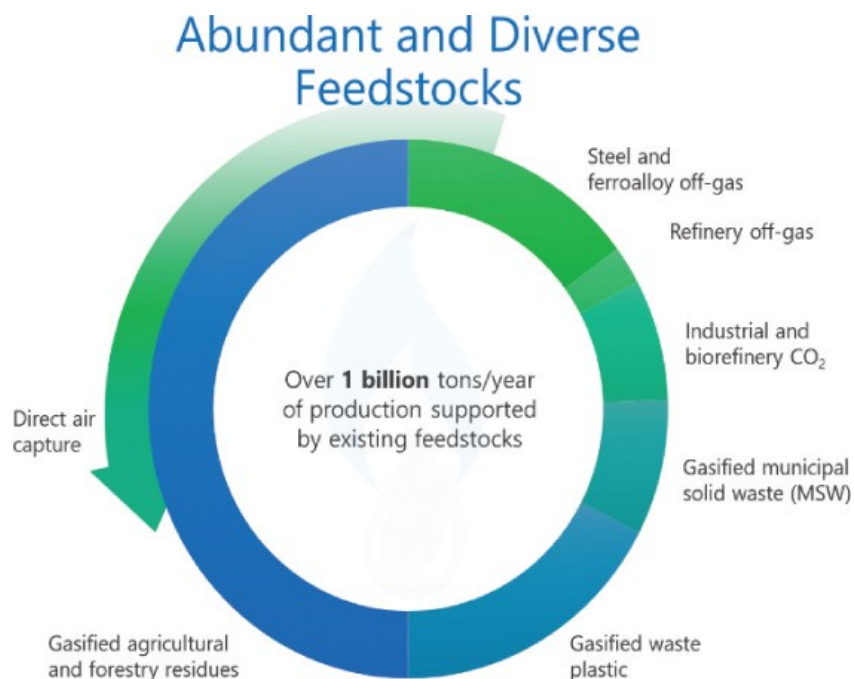 Abundant and Diverse
Feedstocks
Steel and
ferroalloy off-gas
Refinery off-gas
Industrial and
biorefinery CO₂
Over 1 billion tons/year
of production supported
by existing feedstocks
Direct air
capture
Gasified municipal
solid waste (MSW)
Gasified agricultural
and forestry residues
Gasified waste
plastic